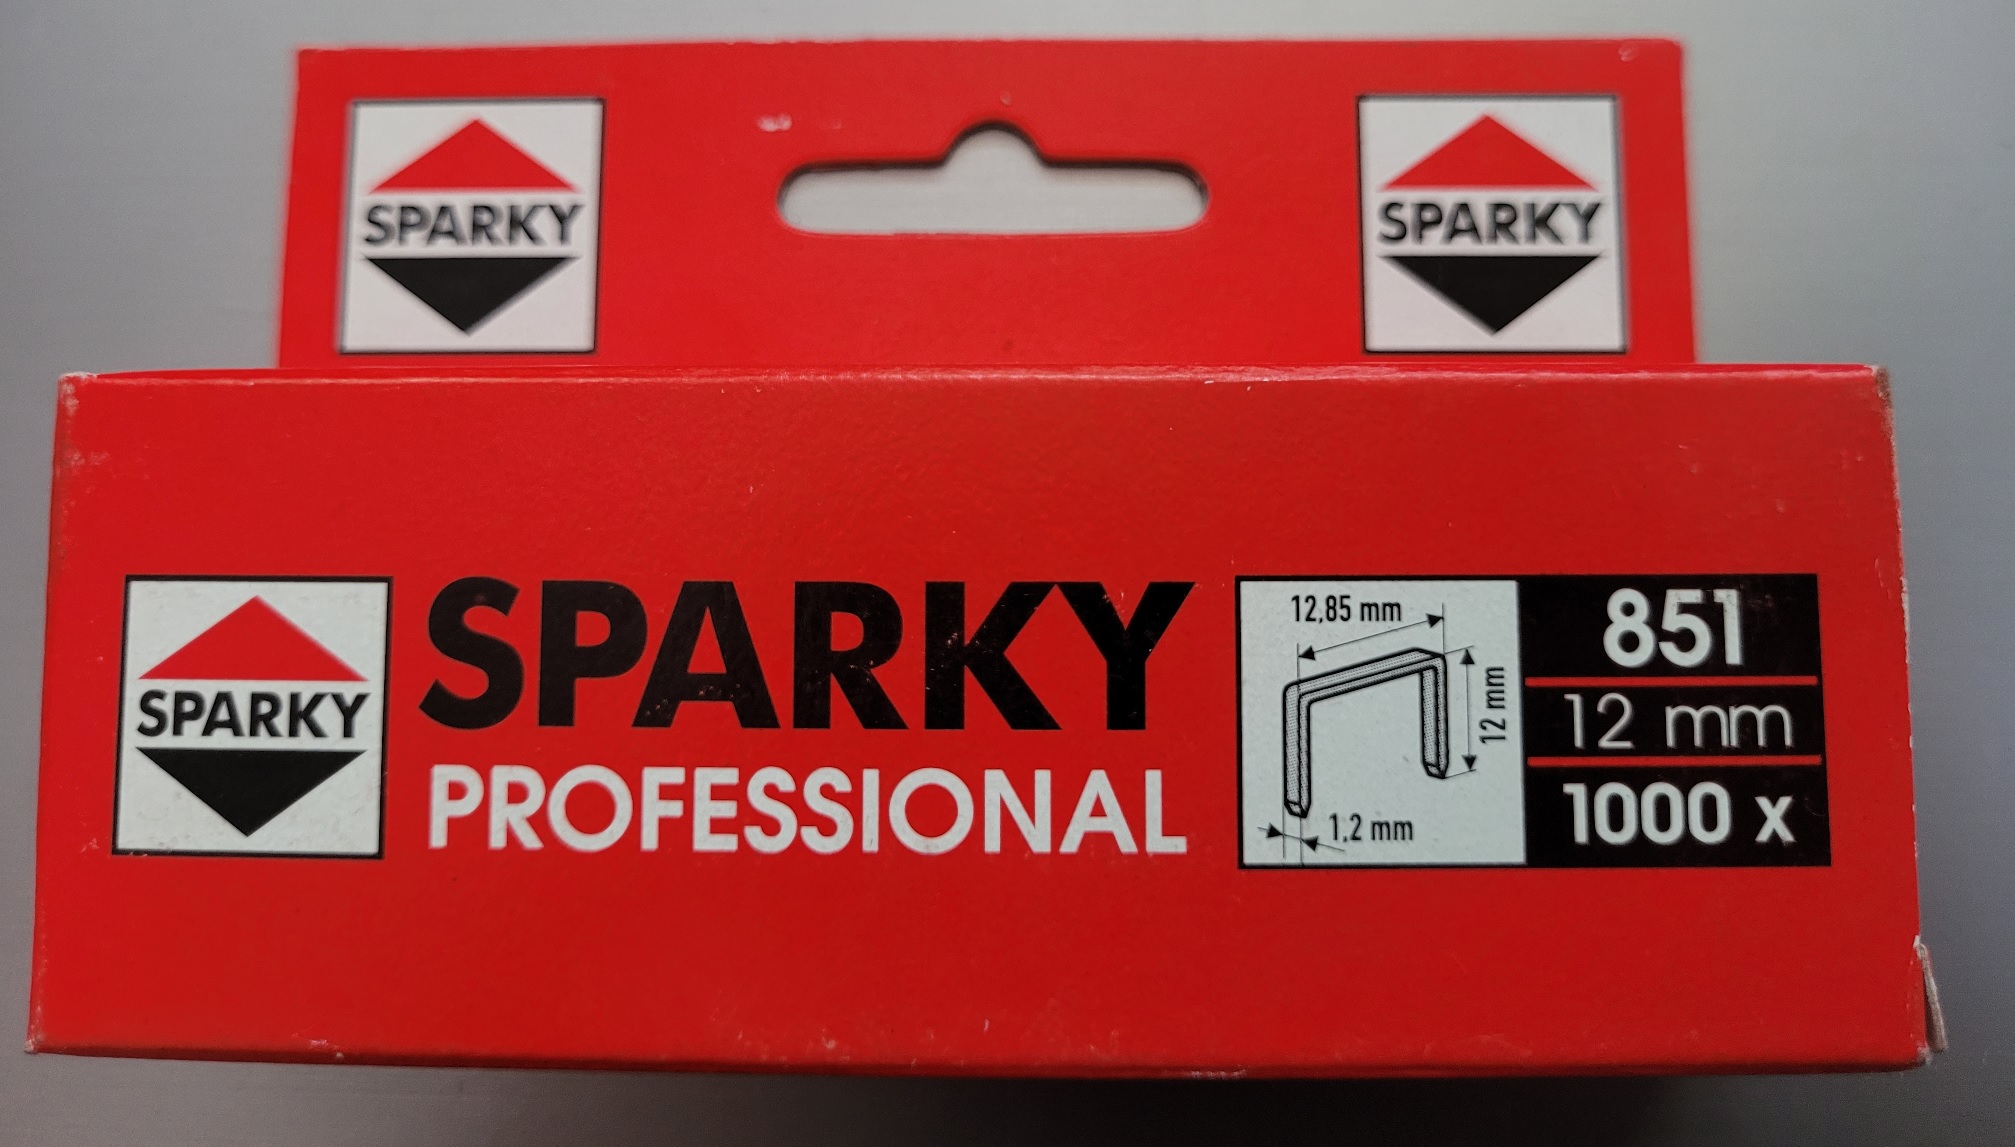 SPARKY
SPARKY
SPARKY
SPARKY
PROFESSIONAL
12,85 mm
12 mm
1,2 mm
851
12 mm
1000 x